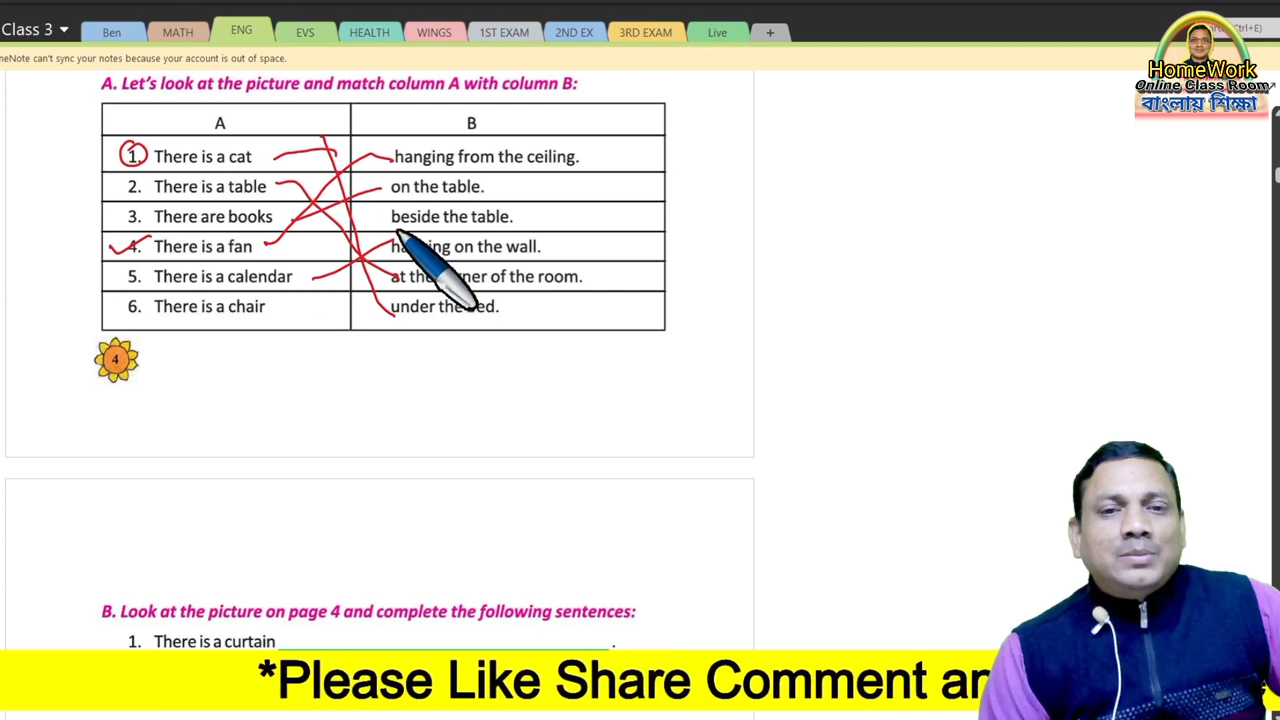 Class 3
Ben MATH ENG EVS HEALTH WINGS 1ST EXAM 2ND EX 3RD EXAM Live +
eNote can't sync your notes because your account is out of space.
Ctrl+E)
HomeWork
Online Class Room
বাংলায় শিক্ষা
A. Let's look at the picture and match column A with column B:
A B
1. There is a cat hanging from the ceiling.
2. There is a table on the table.
3. There are books beside the table.
4. There is a fan hanging on the wall.
5. There is a calendar at the corner of the room.
6. There is a chair under the bed.
4
B. Look at the picture on page 4 and complete the following sentences:
1. There is a curtain .
*Please Like Share Comment an